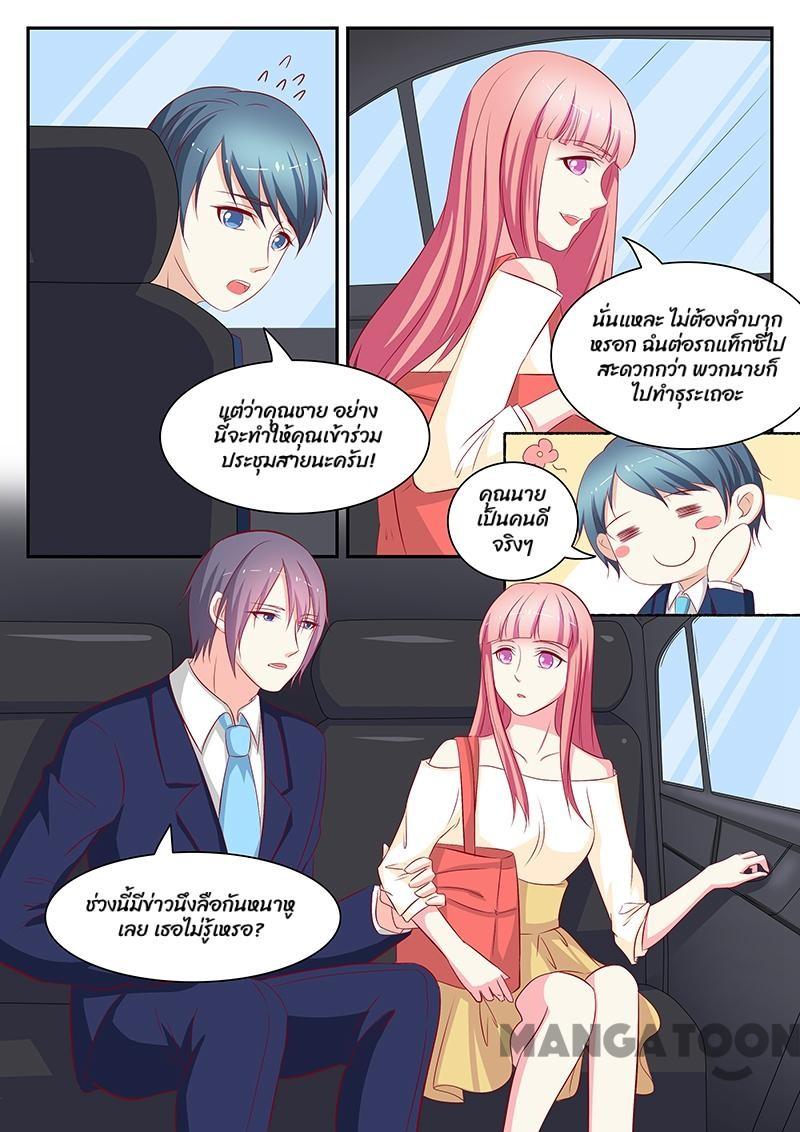 แต่ว่าคุณชาย อย่าง
นี้จะทำให้คุณเข้าร่วม
ประชุมสายนะครับ!
นั่นแหละ ไม่ต้องลำบาก
หรอก ฉันต่อรถแท็กซี่ไป
สะดวกกว่า พวกนายก็
ไปทำธุระเถอะ
คุณนาย
เป็นคนดี
จริงๆ
ช่วงนี้มีข่าวนึงลือกันหนาหู
เลย เธอไม่รู้เหรอ?
MANGATOON